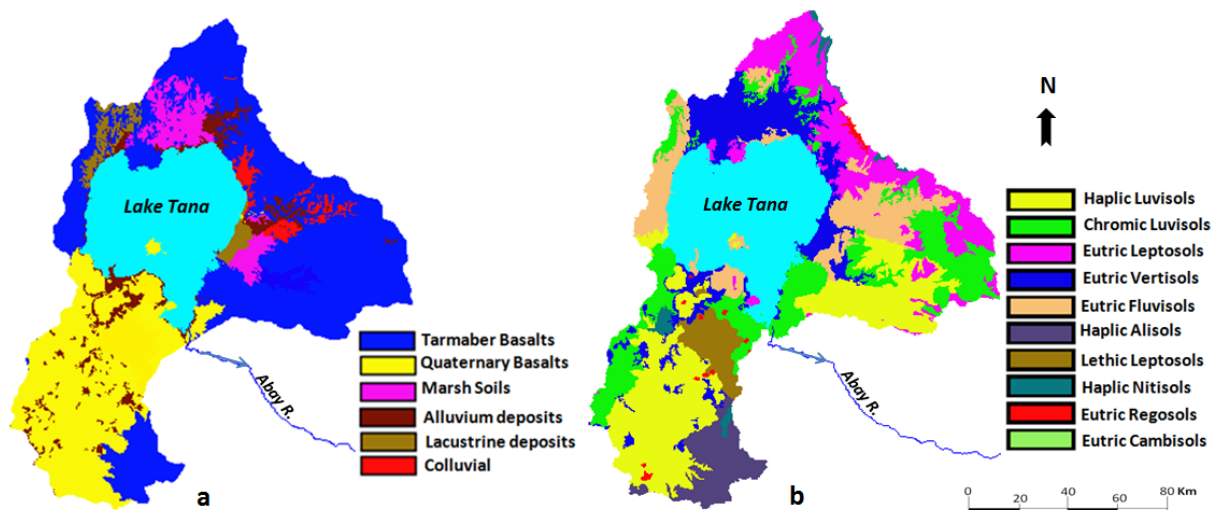 Lake Tana
Tarmaber Basalts
Quaternary Basalts
Marsh Soils
Alluvium deposits
Lacustrine deposits
Colluvial
Abay R.
a
N
Lake Tana
Haplic Luvisols
Chromic Luvisols
Eutric Leptosols
Eutric Vertisols
Eutric Fluvisols
Haplic Alisols
Lethic Leptosols
Haplic Nitisols
Eutric Regosols
Eutric Cambisols
Abay R.
b
0 20 40 60 80 Km